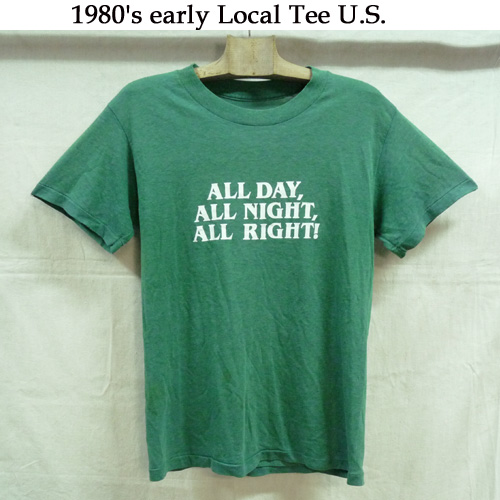 1980's early Local Tee U.S.
ALL DAY,
ALL NIGHT,
ALL RIGHT!